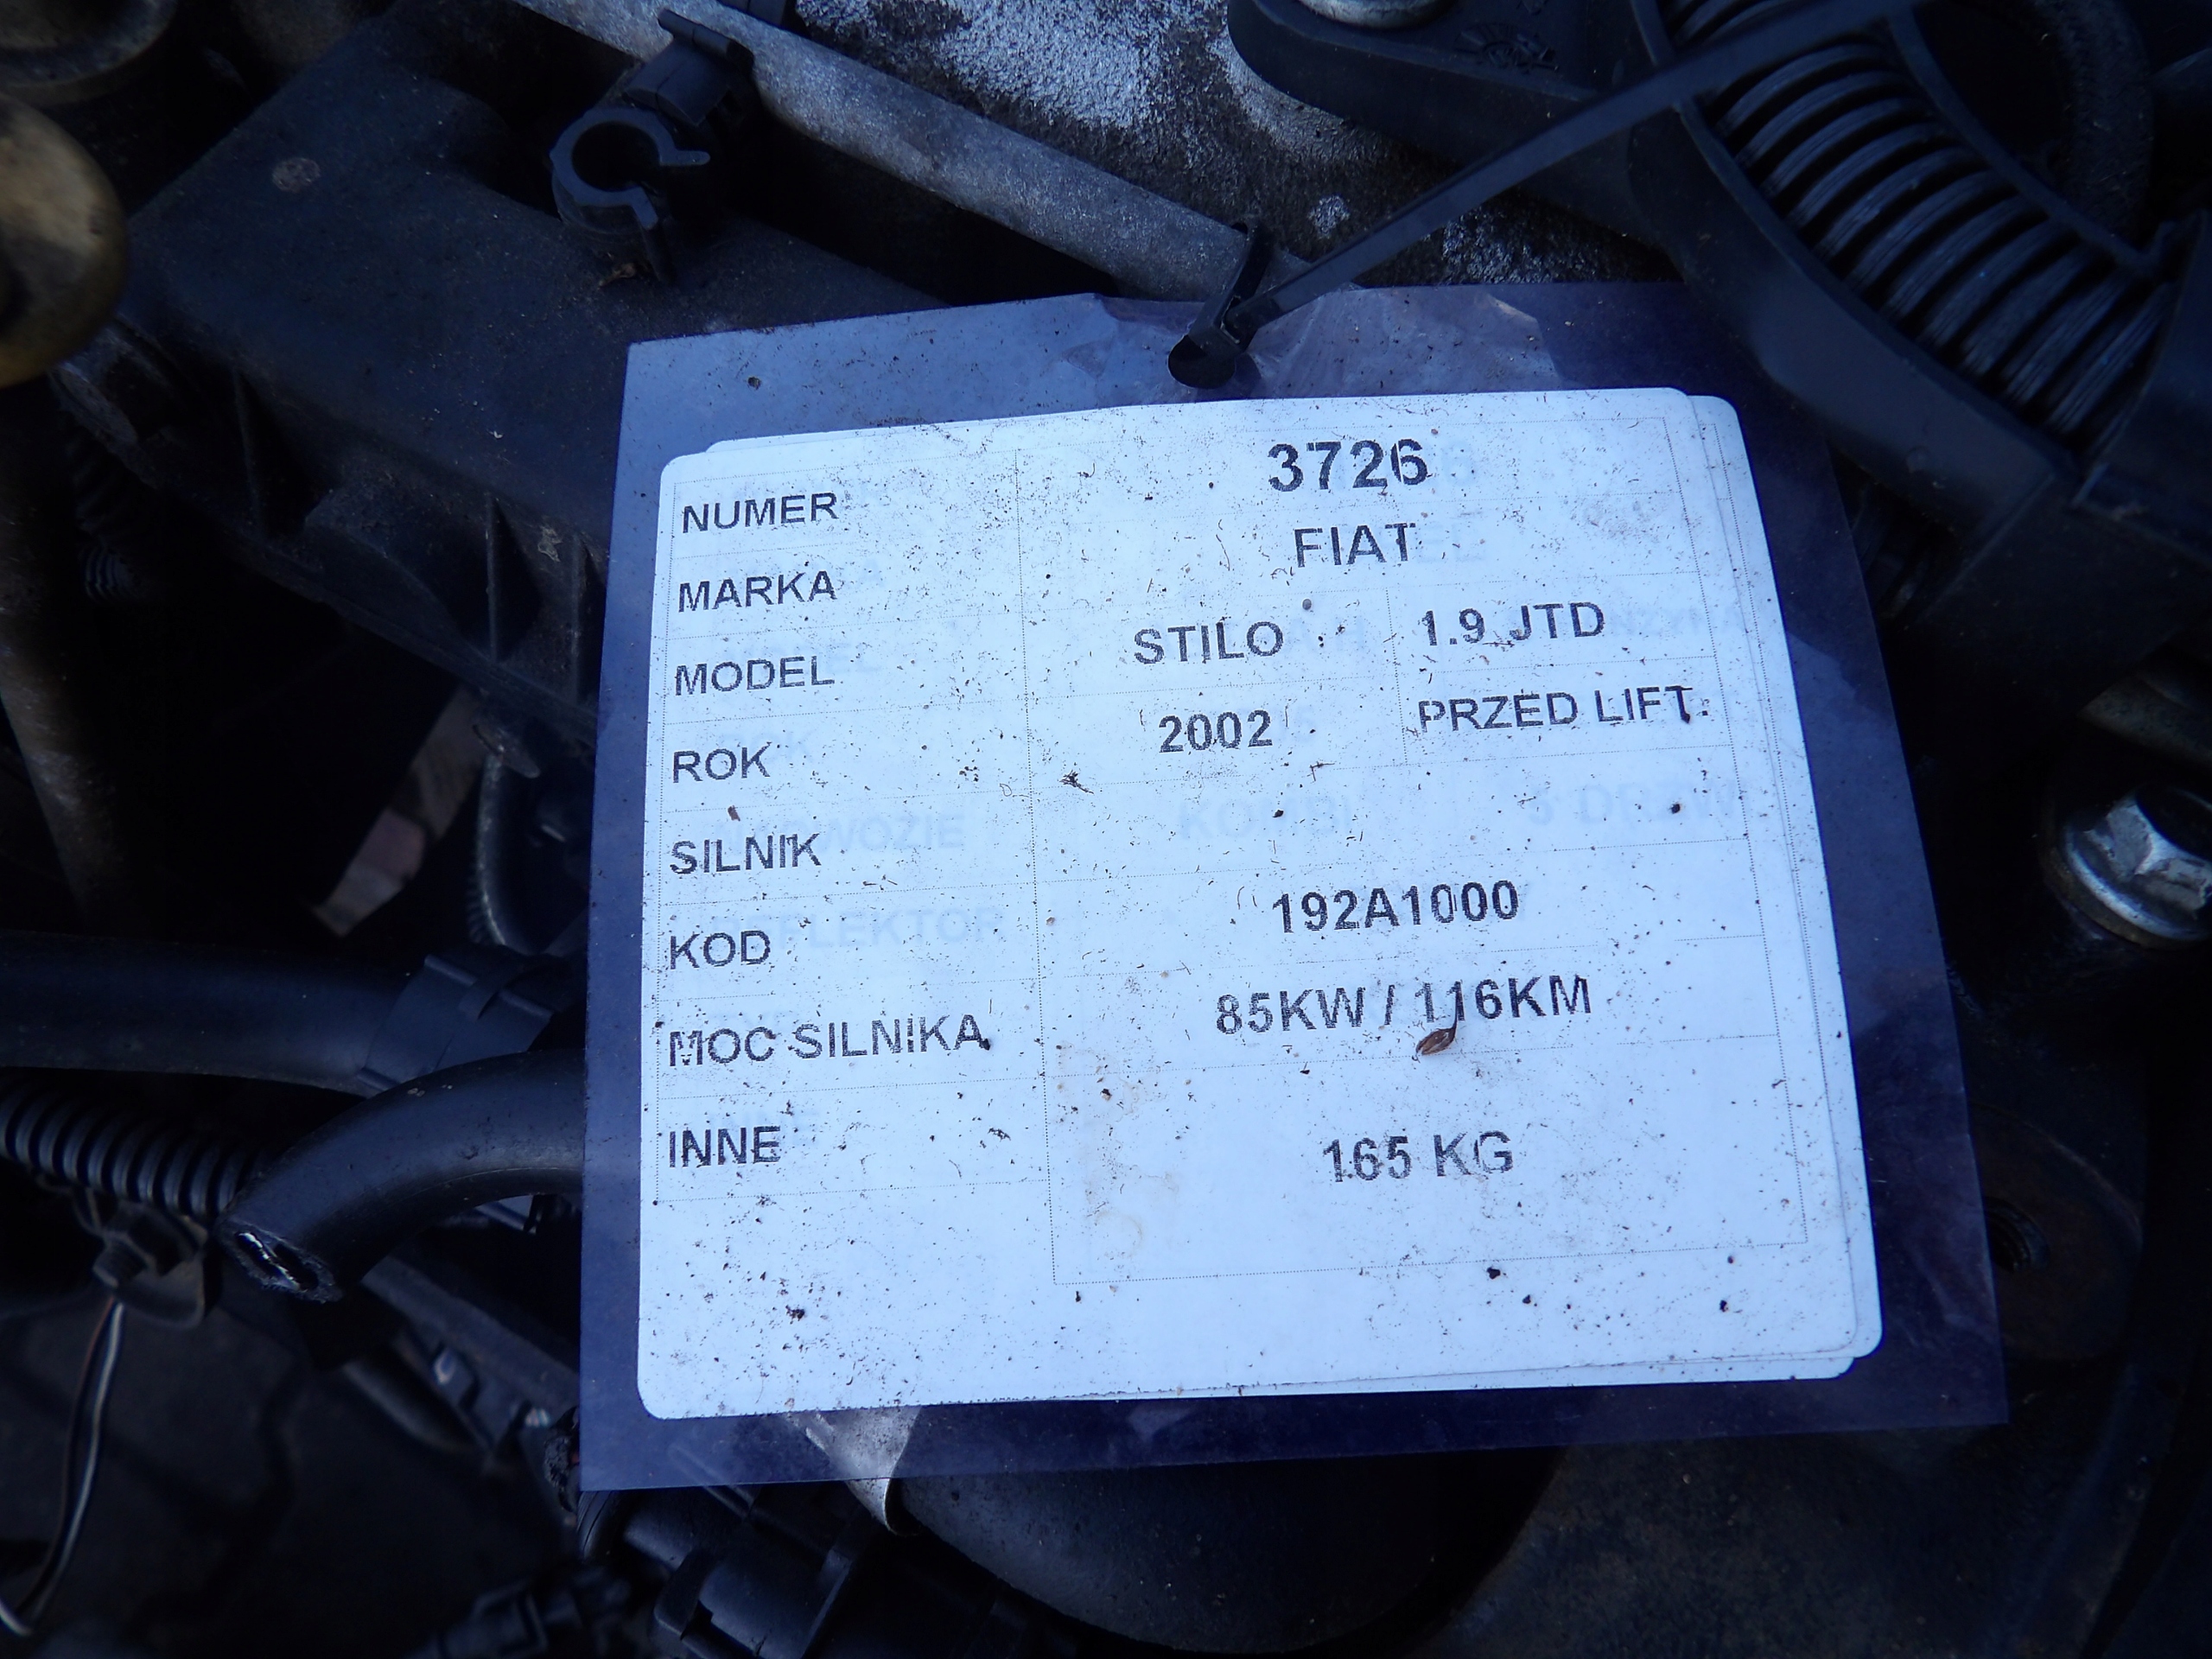 NUMER 3726
MARKA FIAT
MODEL STILO 1.9 JTD
ROK 2002 PRZED LIFT.
SILNIK
KOD 192A1000
MOC SILNIKA 85KW / 116KM
INNE 165 KG